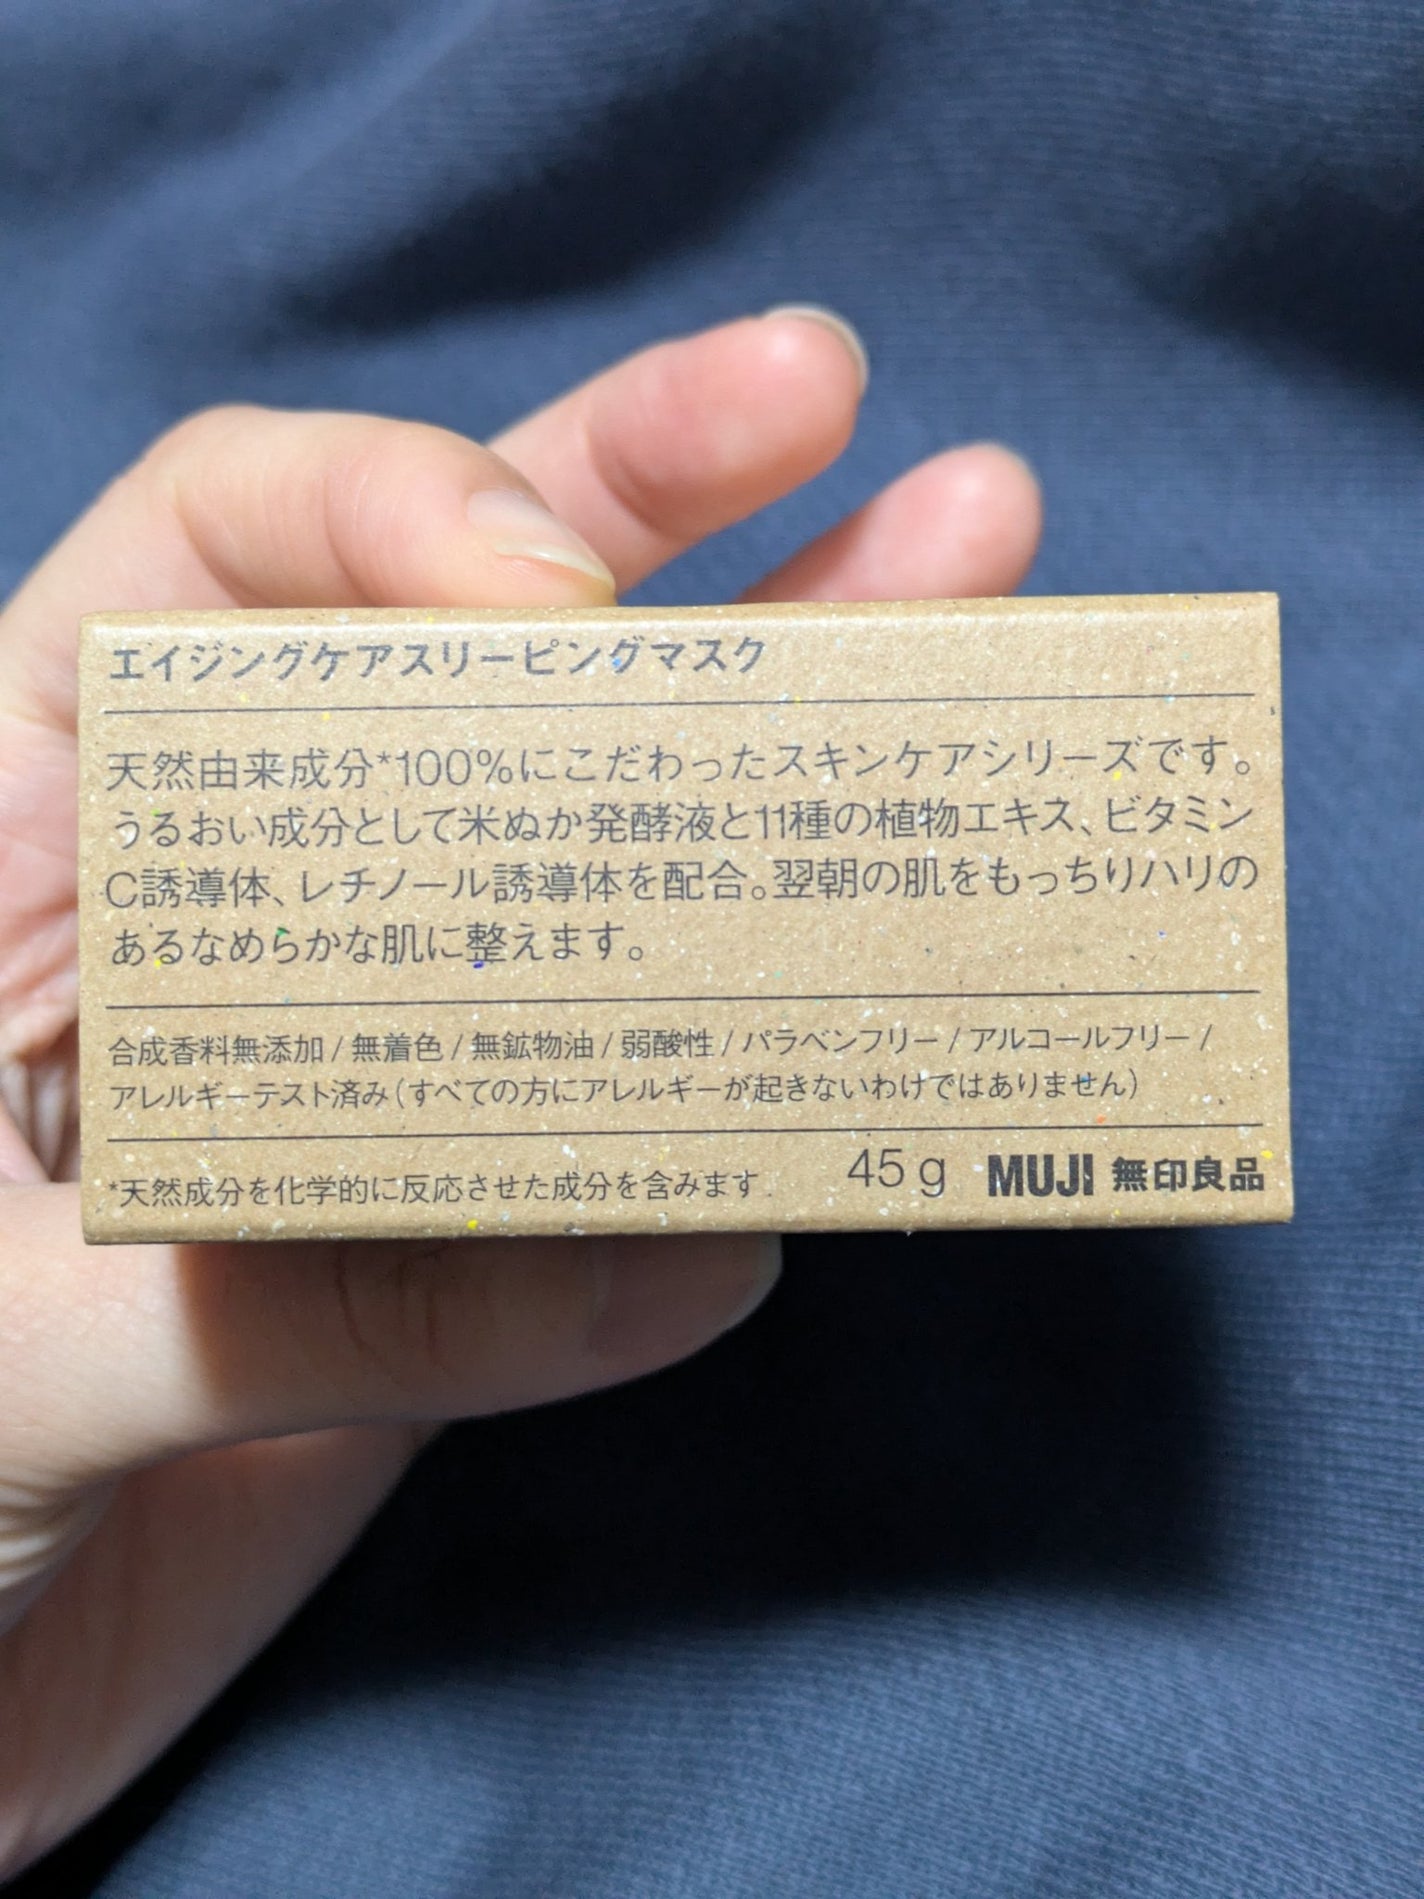 エイジングケアスリーピングマスク
天然由来成分*100%にこだわったスキンケアシリーズです。
うるおい成分として米ぬか発酵液と11種の植物エキス、ビタミン
C誘導体、レチノール誘導体を配合。翌朝の肌をもっちりハリの
あるなめらかな肌に整えます。
合成香料無添加 / 無着色 / 無鉱物油 / 弱酸性 / パラベンフリー / アルコールフリー /
アレルギーテスト済み(すべての方にアレルギーが起きないわけではありません)
*天然成分を化学的に反応させた成分を含みます 45g MUJI 無印良品